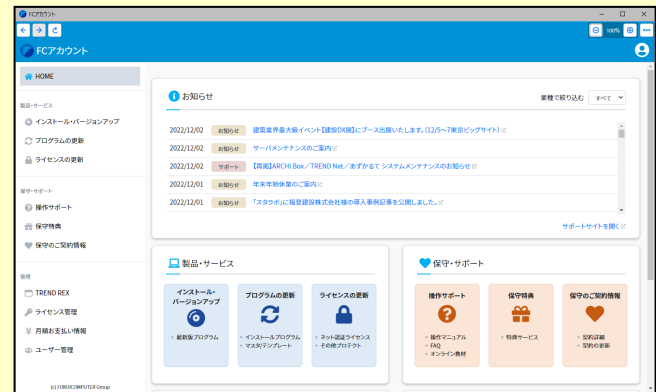 FCアカウント
100%
FCアカウント
HOME
製品・サービス
インストール・バージョンアップ
プログラムの更新
ライセンスの更新
保守・サポート
操作サポート
保守特典
保守のご契約情報
管理
TREND REX
ライセンス管理
月額お支払い情報
ユーザー管理
(c) FUKUICOMPUTER Group
お知らせ
業種で絞り込む すべて
2022/12/02 お知らせ 建築業界最大級イベント【建設DX展】にブース出展いたします。(12/5～7東京ビッグサイト)
2022/12/02 お知らせ サーバメンテナンスのご案内
2022/12/02 サポート 【再掲】ARCHI Box／TREND Net／あずかるて システムメンテナンスのお知らせ
2022/12/01 お知らせ 年末年始休業のご案内
2022/12/01 お知らせ 「スタラボ」に福登建設株式会社様の導入事例記事を公開しました。
サポートサイトを開く
製品・サービス
インストール・
バージョンアップ
・最新版プログラム
プログラムの更新
・インストールプログラム
・マスタ/テンプレート
ライセンスの更新
・ネット認証ライセンス
・その他プロテクト
保守・サポート
操作サポート
・操作マニュアル
・FAQ
・オンライン教材
保守特典
・特典サービス
保守のご契約情報
・契約詳細
・契約の更新